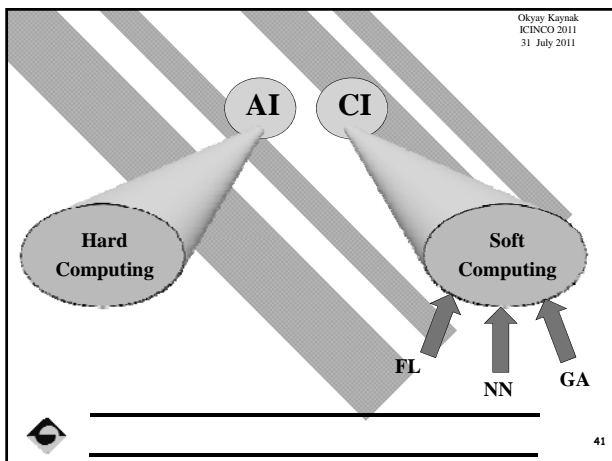 Okyay Kaynak
ICINCO 2011
31 July 2011
AI
CI
Hard
Computing
Soft
Computing
FL
NN
GA
41